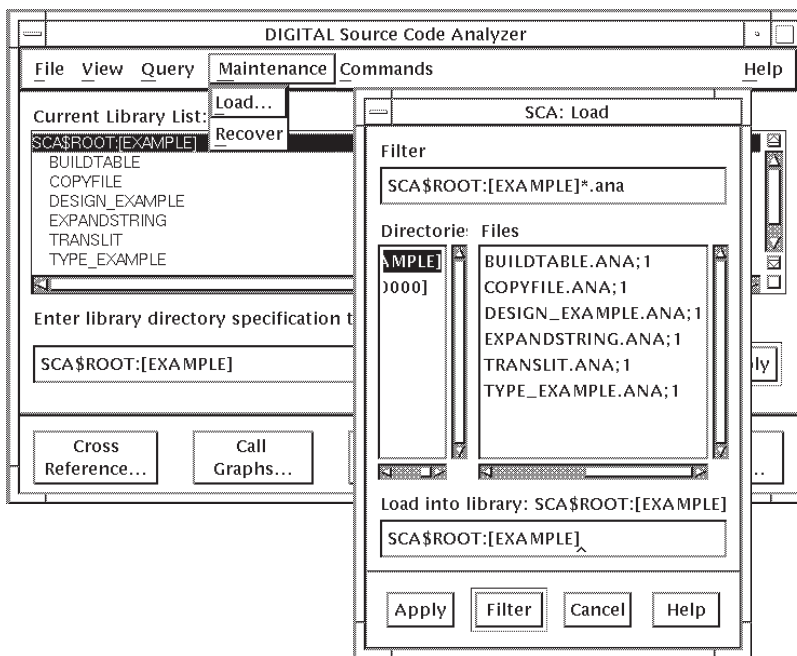 DIGITAL Source Code Analyzer
File View Query Maintenance Commands Help
Load...
Recover
Current Library List:
SCA$ROOT:[EXAMPLE]
BUILDTABLE
COPYFILE
DESIGN_EXAMPLE
EXPANDSTRING
TRANSLIT
TYPE_EXAMPLE
Enter library directory specification t
SCA$ROOT:[EXAMPLE]
ly
Cross
Reference...
Call
Graphs...
..
SCA: Load
Filter
SCA$ROOT:[EXAMPLE]*.ana
Directorie
AMPLE]
0000]
Files
BUILDTABLE.ANA;1
COPYFILE.ANA;1
DESIGN_EXAMPLE.ANA;1
EXPANDSTRING.ANA;1
TRANSLIT.ANA;1
TYPE_EXAMPLE.ANA;1
Load into library: SCA$ROOT:[EXAMPLE]
SCA$ROOT:[EXAMPLE]
Apply Filter Cancel Help